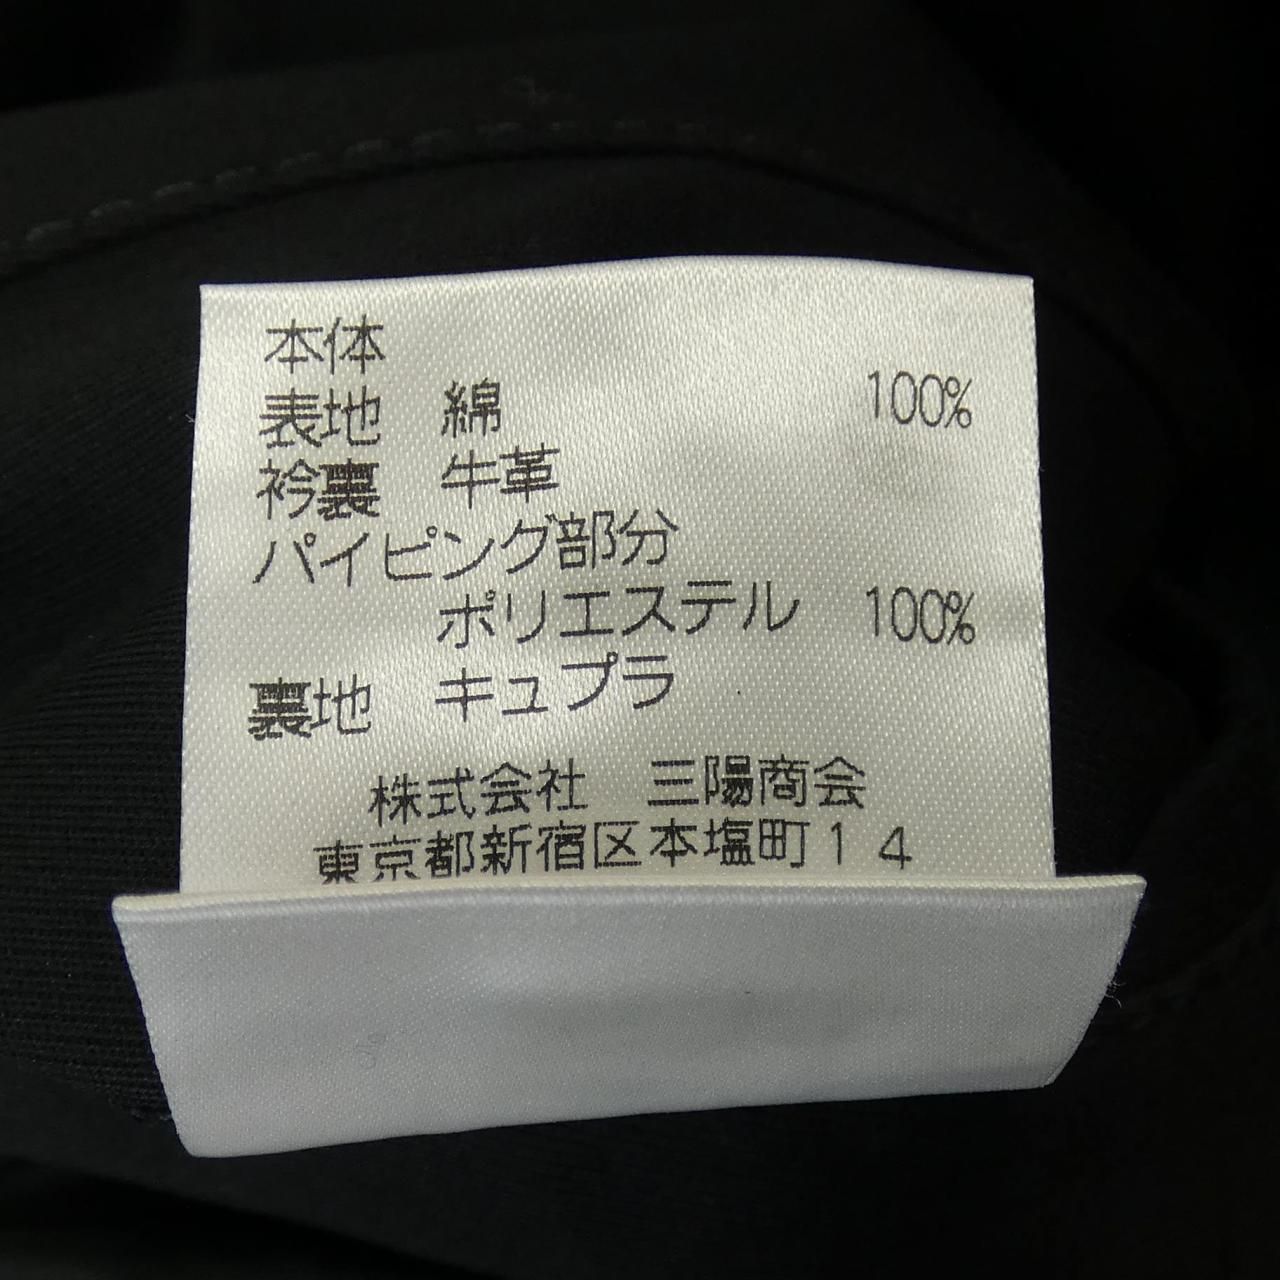 本体
表地 綿 100%
衿裏 牛革
パイピング部分
ポリエステル 100%
裏地 キュプラ
株式会社 三陽商会
東京都新宿区本塩町14